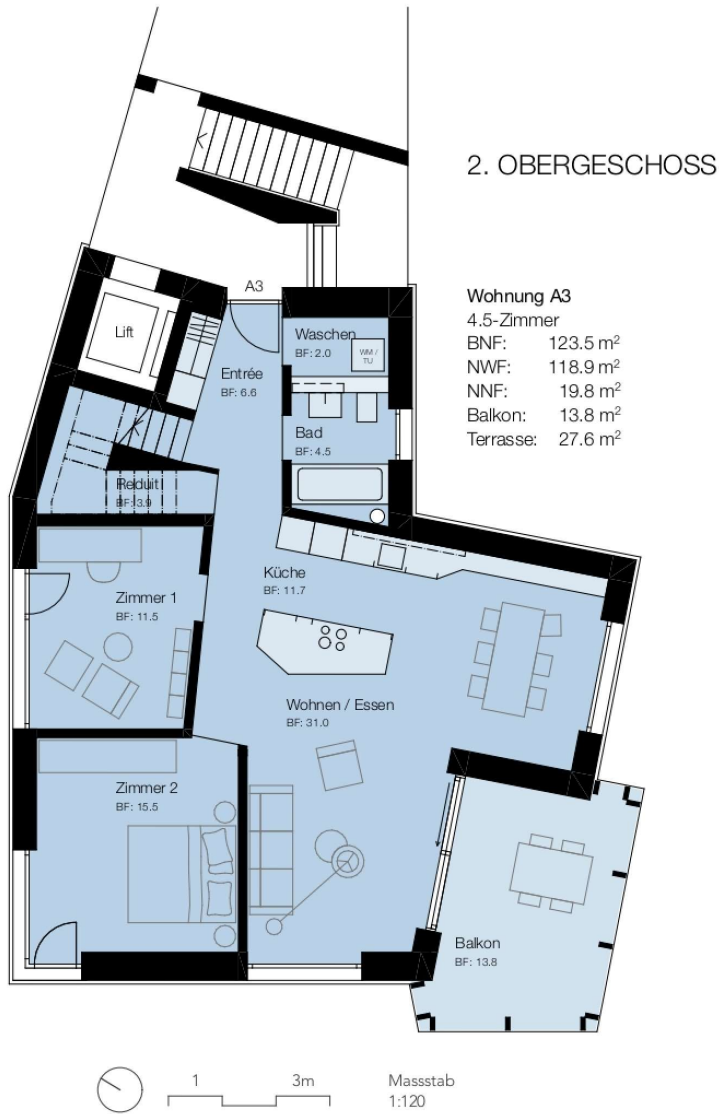 2. OBERGESCHOSS
Wohnung A3
4.5-Zimmer
BNF: 123.5 m²
NWF: 118.9 m²
NNF: 19.8 m²
Balkon: 13.8 m²
Terrasse: 27.6 m²
A3
Lift
Waschen
BF: 2.0
WM /
TU
Entrée
BF: 6.6
Bad
BF: 4.5
Reduit
BF: 3.9
Küche
BF: 11.7
Zimmer 1
BF: 11.5
Wohnen / Essen
BF: 31.0
Zimmer 2
BF: 15.5
Balkon
BF: 13.8
1 3m
Massstab
1:120